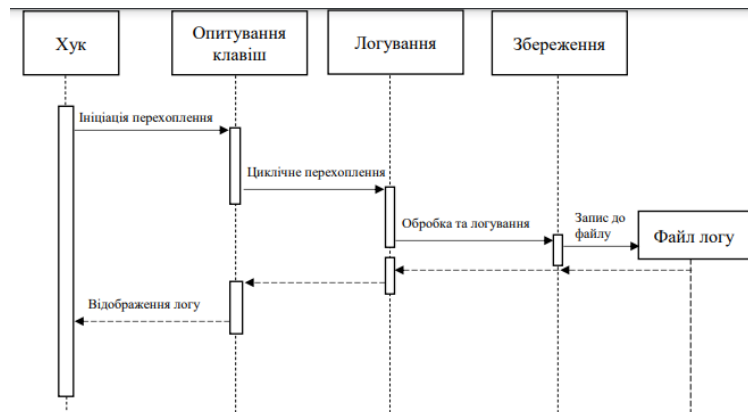 Хук
Опитування
клавіш
Логування
Збереження
Ініціація перехоплення
Циклічне перехоплення
Обробка та логування
Запис до
файлу
Файл логу
Відображення логу